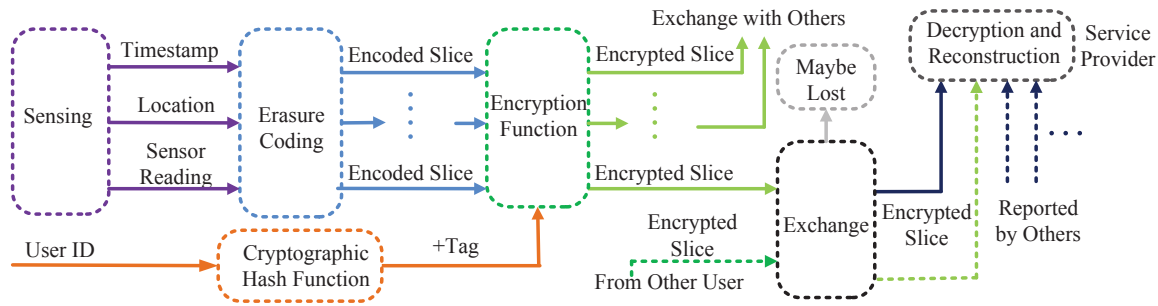 Exchange with Others
Timestamp
Encoded Slice
Encrypted Slice
Decryption and
Reconstruction
Service
Provider
Maybe
Lost
Sensing
Location
Erasure
Coding
Encryption
Function
Sensor
Reading
Encoded Slice
Encrypted Slice
Exchange
Encrypted
Slice
Reported
by Others
User ID
Cryptographic
Hash Function
+Tag
Encrypted
Slice
From Other User